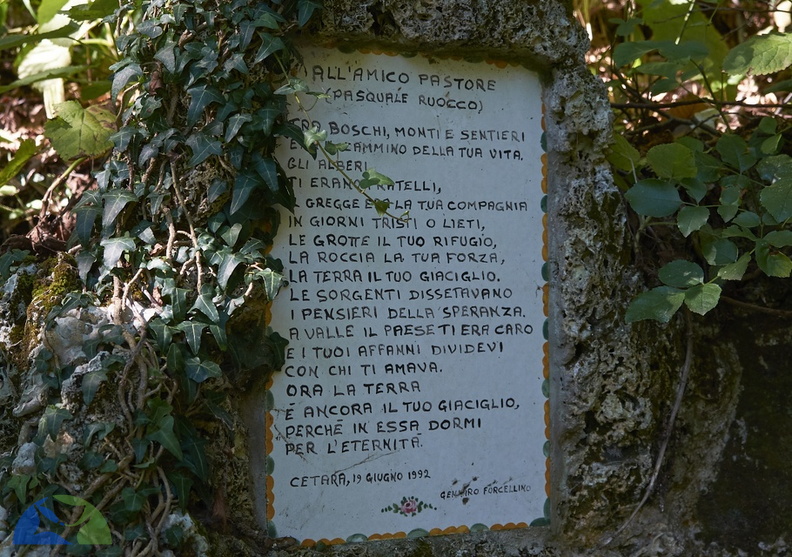 ALL'AMICO PASTORE
(PASQUALE RUOCCO)
TRA BOSCHI, MONTI E SENTIERI
CAMMINO DELLA TUA VITA.
GLI ALBERI
TI ERANO FRATELLI,
IL GREGGE LA TUA COMPAGNIA
IN GIORNI TRISTI O LIETI,
LE GROTTE IL TUO RIFUGIO,
LA ROCCIA LA TUA FORZA,
LA TERRA IL TUO GIACIGLIO.
LE SORGENTI DISSETAVANO
I PENSIERI DELLA SPERANZA.
A VALLE IL PAESE TI ERA CARO
E I TUOI AFFANNI DIVIDEVI
CON CHI TI AMAVA.
ORA LA TERRA
È ANCORA IL TUO GIACIGLIO,
PERCHÉ IN ESSA DORMI
PER L'ETERNITÀ.
CETARA, 19 GIUGNO 1992
GENNARO FORCELLINO